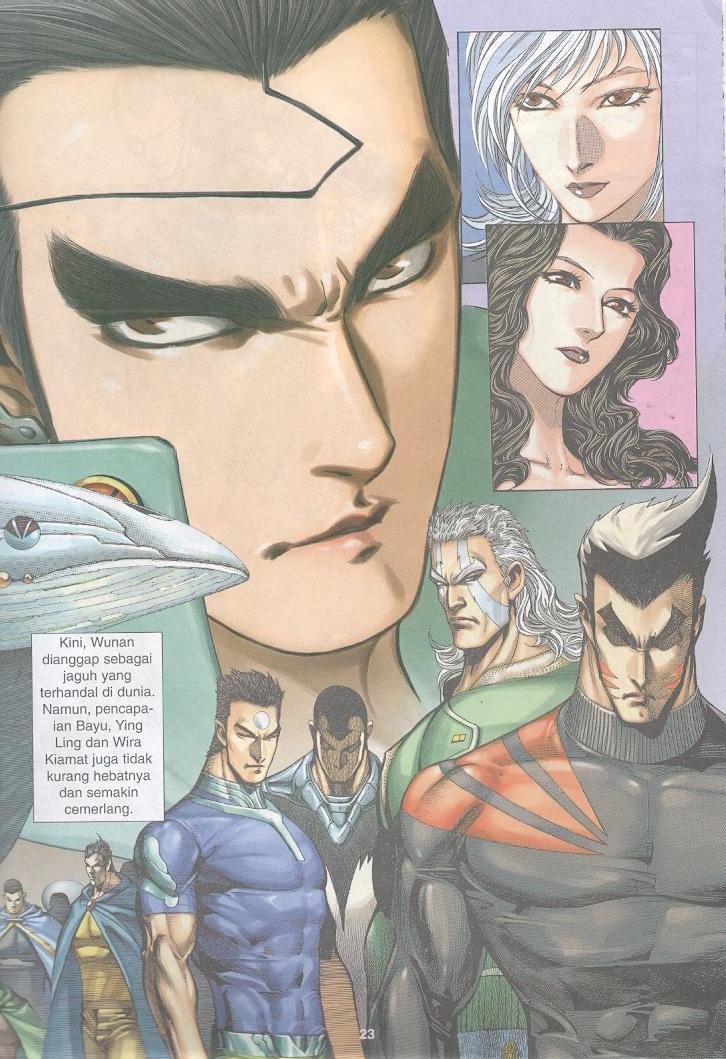 Kini, Wunan
dianggap sebagai
jaguh yang
terhandal di dunia.
Namun, pencapa-
ian Bayu, Ying
Ling dan Wira
Kiamat juga tidak
kurang hebatnya
dan semakin
cemerlang.
23